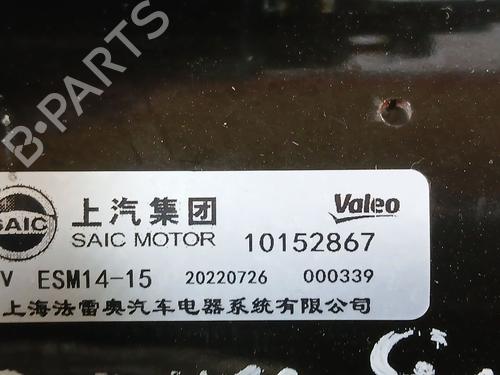 B-PARTS
SAIC 上汽集团 Valeo
SAIC MOTOR 10152867
V ESM14-15 20220726 000339
上海法雷奥汽车电器系统有限公司